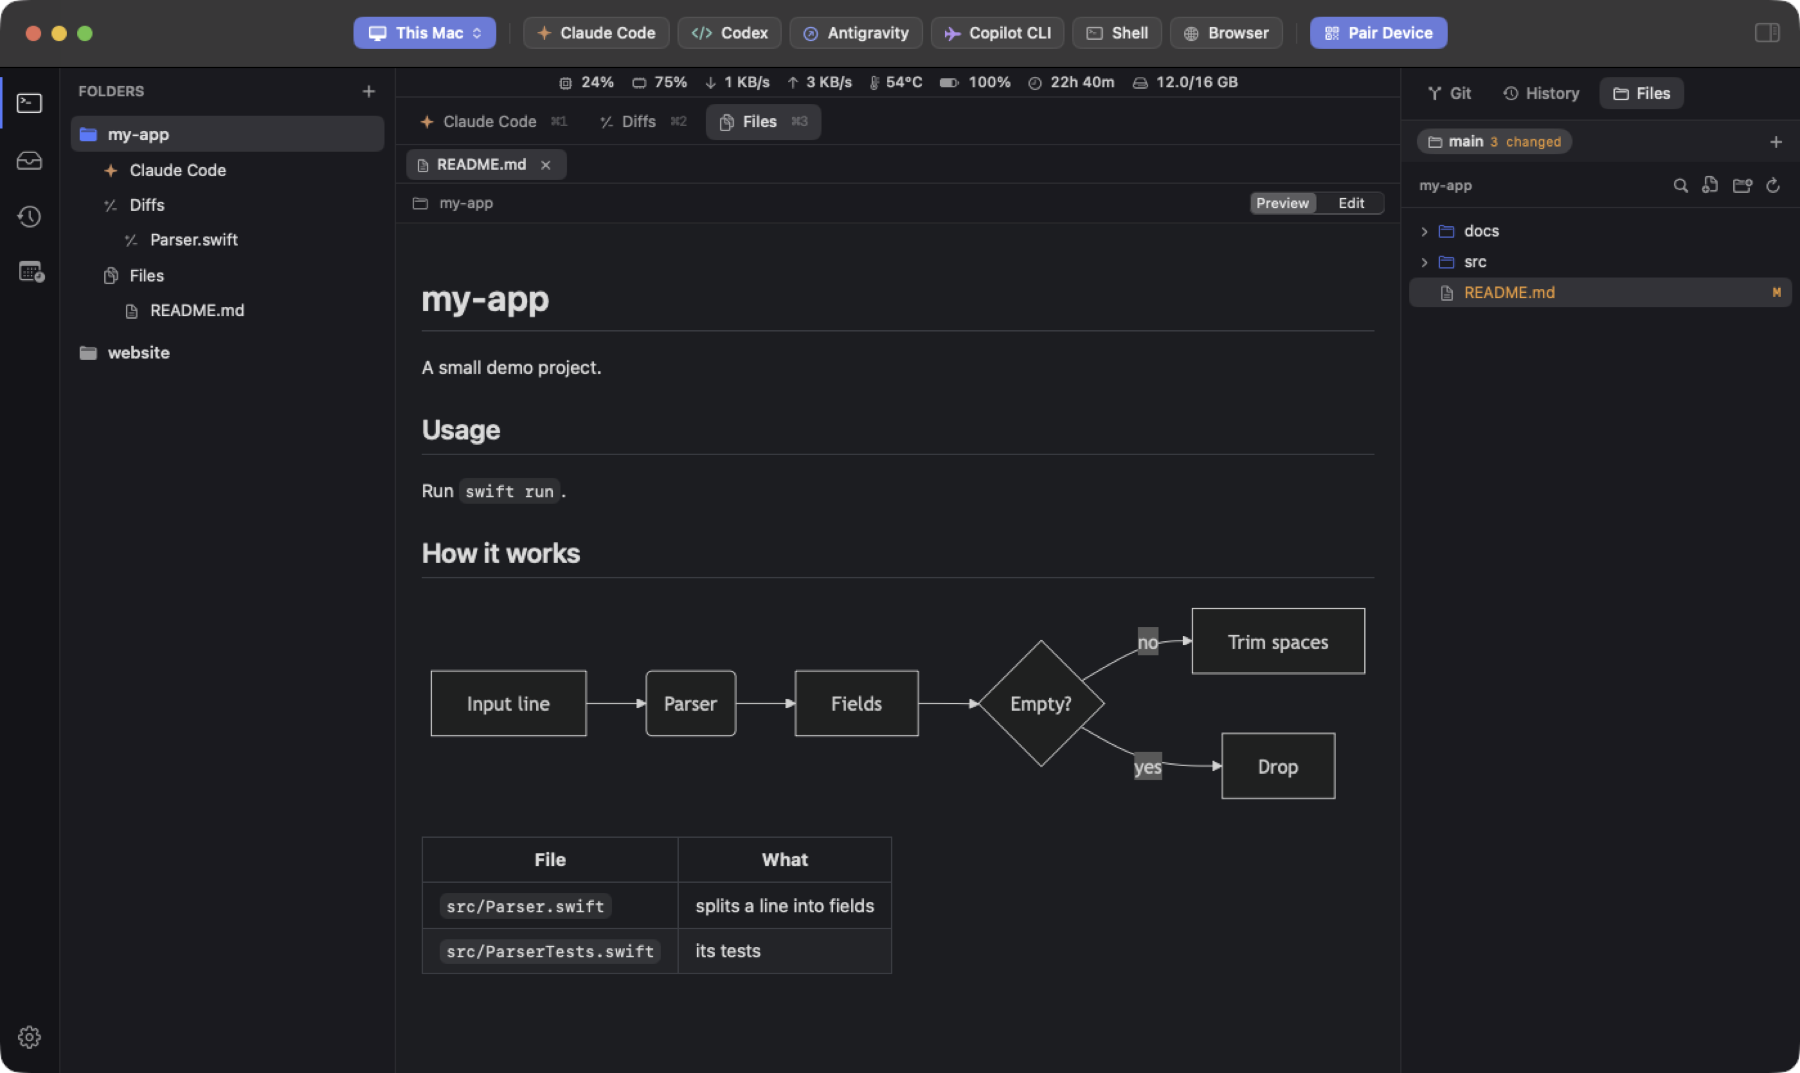 This Mac
Claude Code
Codex
Antigravity
Copilot CLI
Shell
Browser
Pair Device
FOLDERS
my-app
Claude Code
Diffs
Parser.swift
Files
README.md
website
24% 75% 1 KB/s 3 KB/s 54°C 100% 22h 40m 12.0/16 GB
Claude Code ⌘1 Diffs ⌘2 Files ⌘3
README.md
my-app
Preview Edit
my-app
A small demo project.
Usage
Run swift run.
How it works
Input line
Parser
Fields
Empty?
no
Trim spaces
yes
Drop
File What
src/Parser.swift splits a line into fields
src/ParserTests.swift its tests
Git History Files
main 3 changed
my-app
docs
src
README.md M